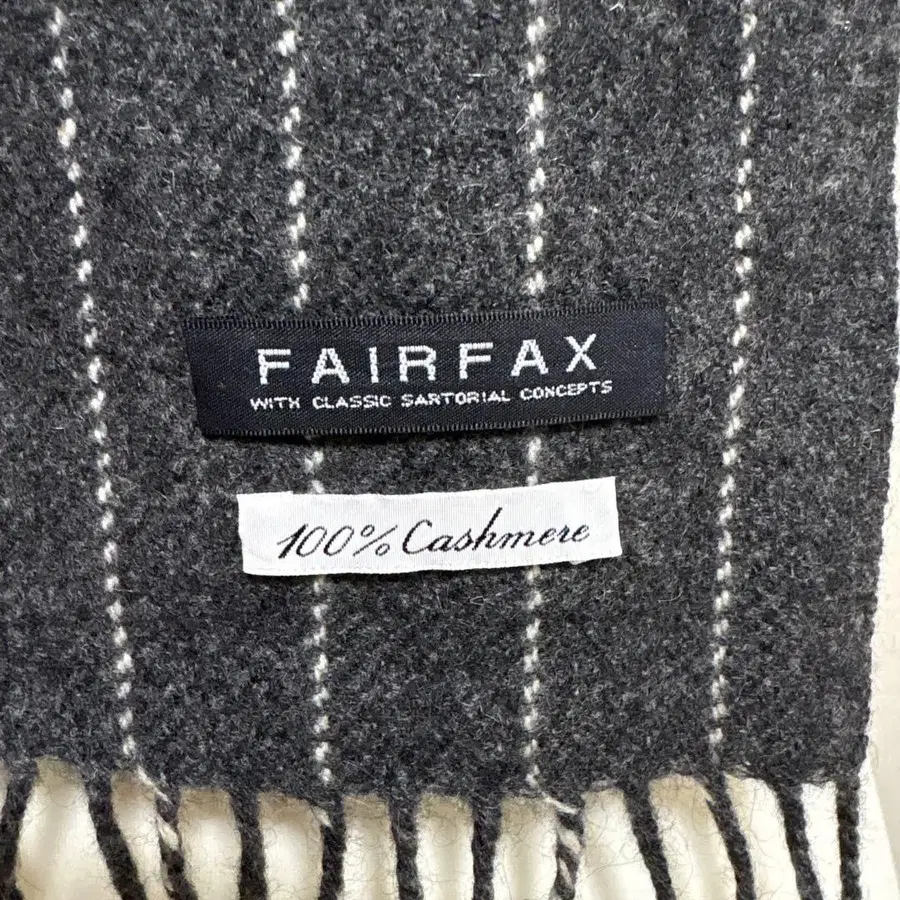 FAIRFAX
WITH CLASSIC SARTORIAL CONCEPTS
100% Cashmere